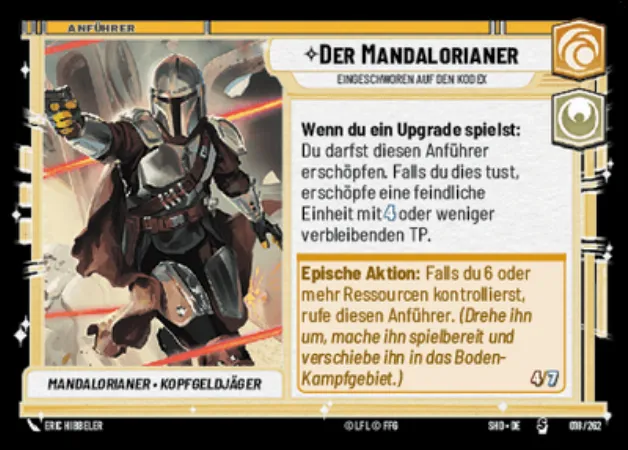 ANFÜHRER
DER MANDALORIANER
EINGESCHWOREN AUF DEN KODEX
Wenn du ein Upgrade spielst:
Du darfst diesen Anführer
erschöpfen. Falls du dies tust,
erschöpfe eine feindliche
Einheit mit 4 oder weniger
verbleibenden TP.
Epische Aktion: Falls du 6 oder
mehr Ressourcen kontrollierst,
rufe diesen Anführer. (Drehe ihn
um, mache ihn spielbereit und
verschiebe ihn in das Boden-
Kampfgebiet.)
4/7
MANDALORIANER • KOPFGELDJÄGER
ERIC HIBBELER
© LFL © FFG
SHD • DE
S
018/262